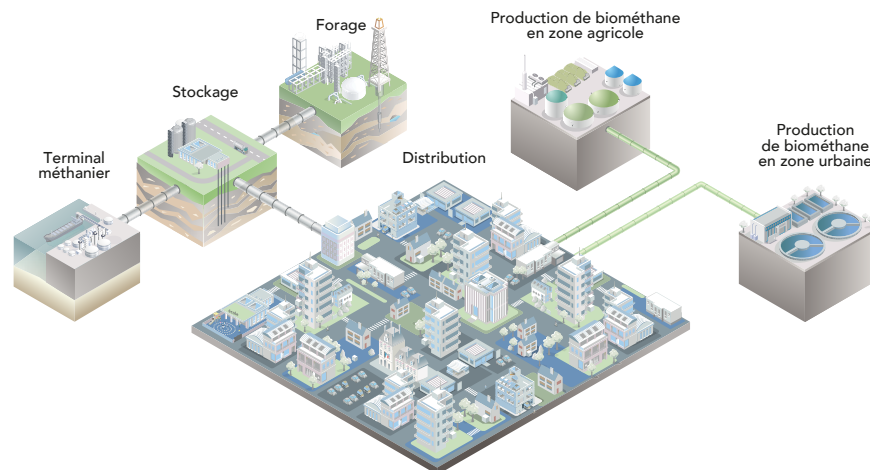 Forage
Production de biométhane
en zone agricole
Stockage
Production
de biométhane
en zone urbaine
Terminal
méthanier
Distribution